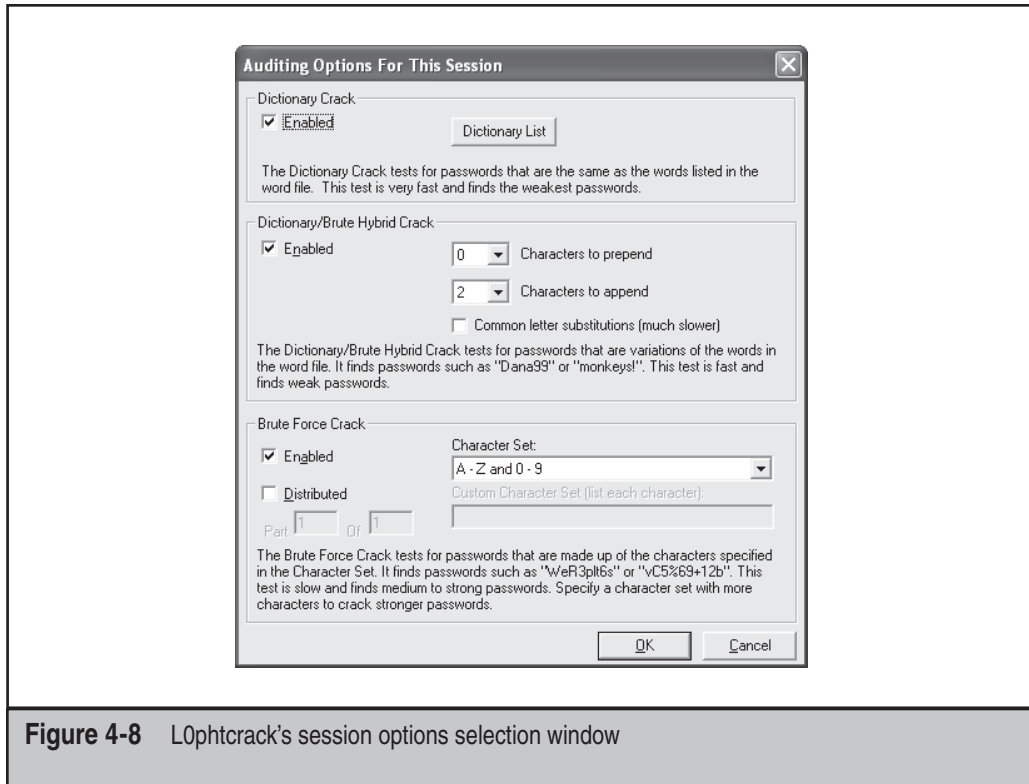 Auditing Options For This Session
Dictionary Crack
Enabled
Dictionary List
The Dictionary Crack tests for passwords that are the same as the words listed in the
word file. This test is very fast and finds the weakest passwords.
Dictionary/Brute Hybrid Crack
Enabled
0 Characters to prepend
2 Characters to append
Common letter substitutions (much slower)
The Dictionary/Brute Hybrid Crack tests for passwords that are variations of the words in
the word file. It finds passwords such as "Dana99" or "monkeys!". This test is fast and
finds weak passwords.
Brute Force Crack
Enabled
Character Set:
A - Z and 0 - 9
Distributed
Custom Character Set (list each character):
Part 1 Of 1
The Brute Force Crack tests for passwords that are made up of the characters specified
in the Character Set. It finds passwords such as "WeR3plt6s" or "vC5%69+12b". This
test is slow and finds medium to strong passwords. Specify a character set with more
characters to crack stronger passwords.
OK Cancel
Figure 4-8 L0phtcrack's session options selection window